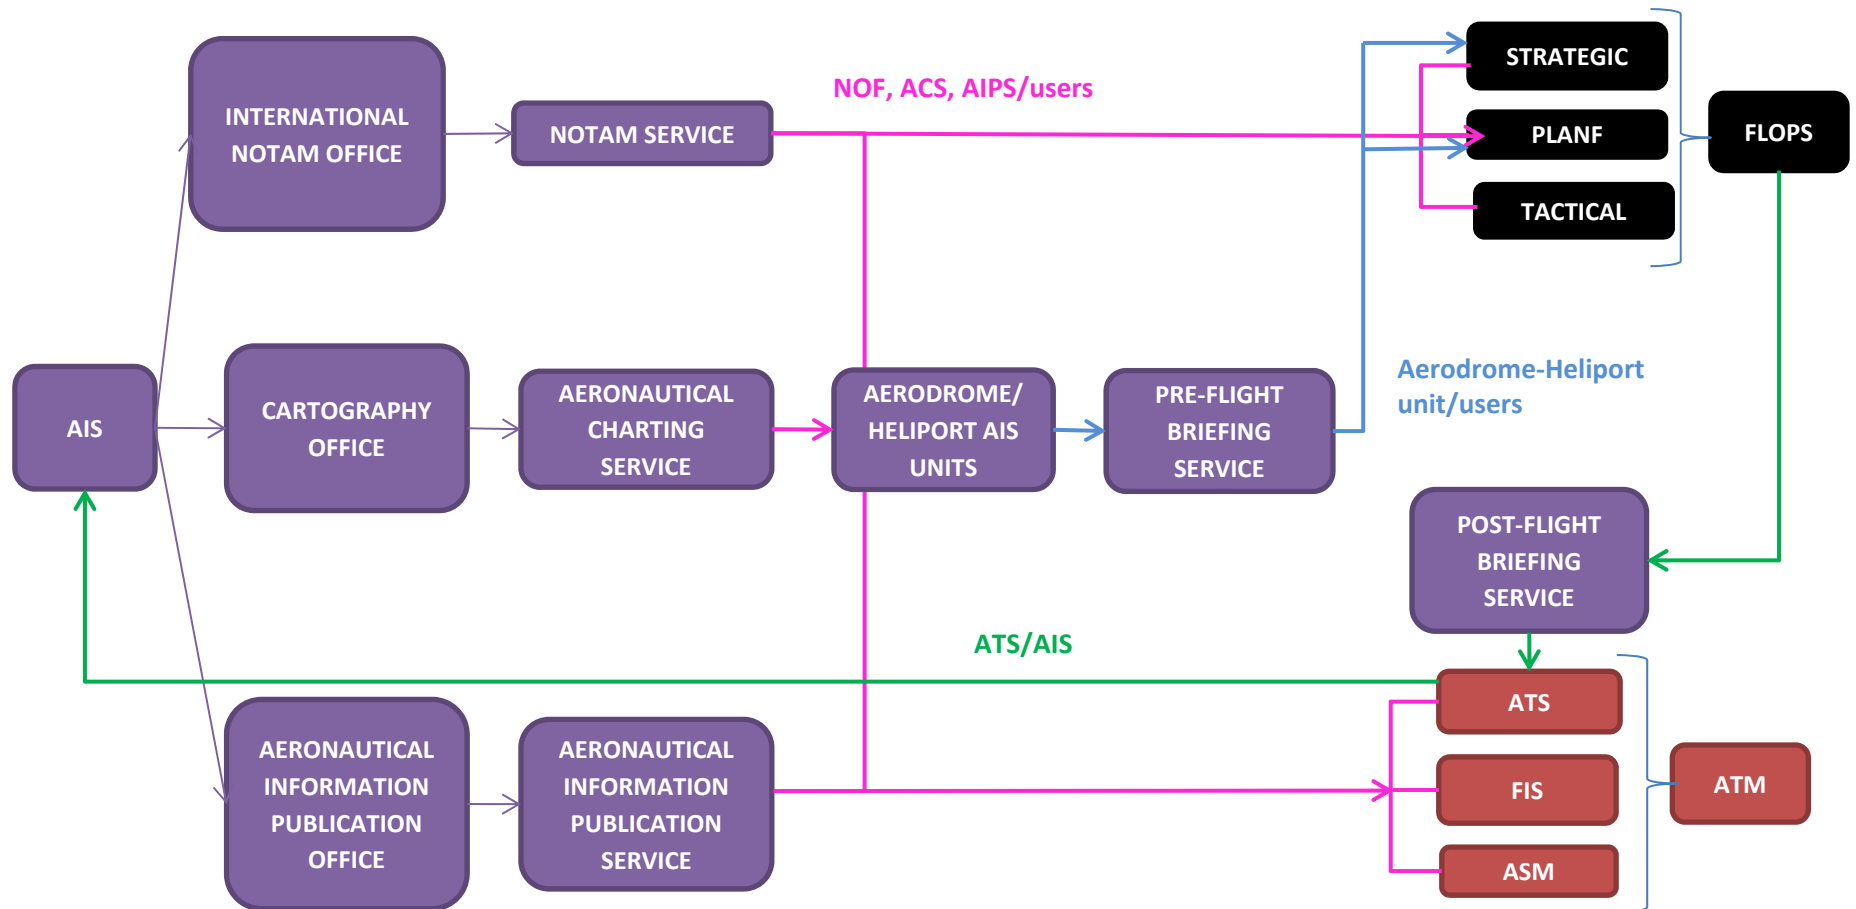 STRATEGIC
NOF, ACS, AIPS/users
INTERNATIONAL
NOTAM OFFICE
NOTAM SERVICE
PLANF
FLOPS
TACTICAL
AIS
CARTOGRAPHY
OFFICE
AERONAUTICAL
CHARTING
SERVICE
AERODROME/
HELIPORT AIS
UNITS
PRE-FLIGHT
BRIEFING
SERVICE
Aerodrome-Heliport
unit/users
POST-FLIGHT
BRIEFING
SERVICE
ATS/AIS
AERONAUTICAL
INFORMATION
PUBLICATION
OFFICE
AERONAUTICAL
INFORMATION
PUBLICATION
SERVICE
ATS
FIS
ASM
ATM